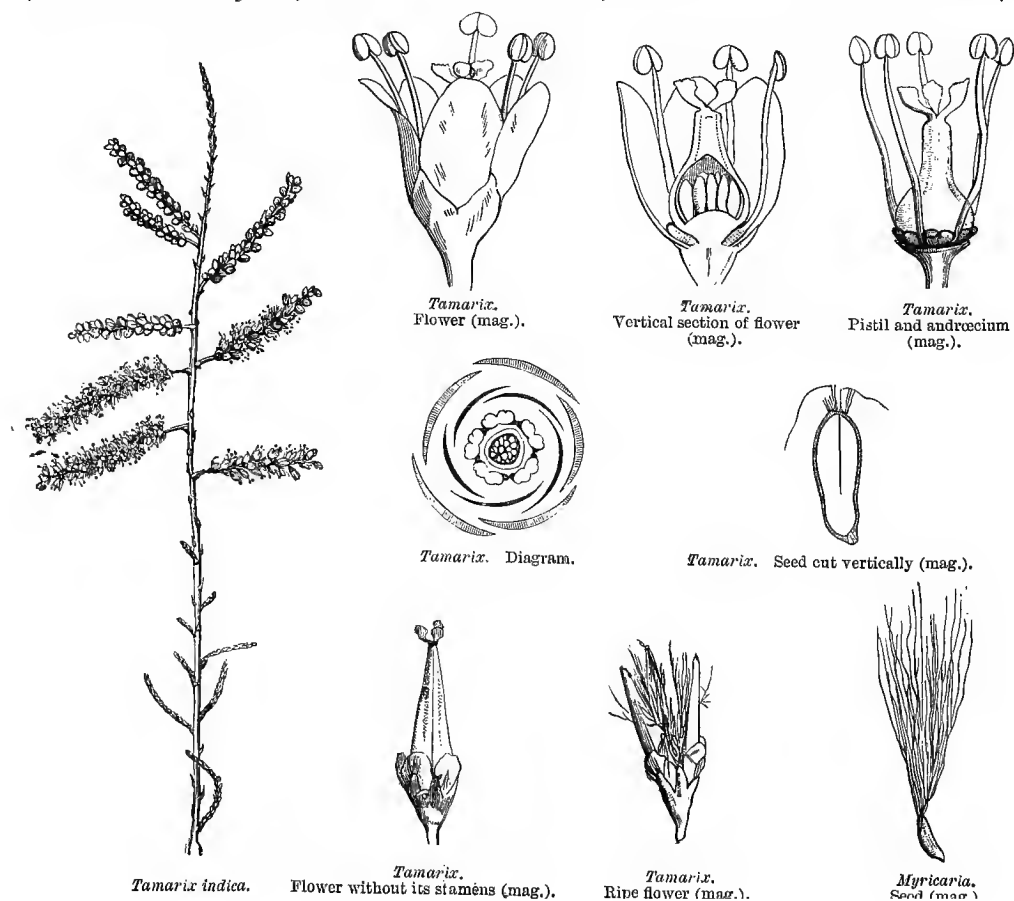 Tamarix.
Flower (mag.).
Tamarix.
Vertical section of flower
(mag.).
Tamarix.
Pistil and andrœcium
(mag.).
Tamarix. Diagram.
Tamarix. Seed cut vertically (mag.).
Tamarix indica.
Tamarix.
Flower without its stamens (mag.).
Tamarix.
Ripe flower (mag.).
Myricaria.
Seed (mag.)